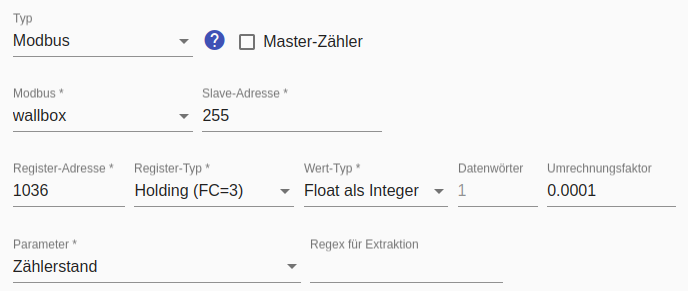 Typ
Modbus ? Master-Zähler
Modbus * Slave-Adresse *
wallbox 255
Register-Adresse * Register-Typ * Wert-Typ * Datenwörter Umrechnungsfaktor
1036 Holding (FC=3) Float als Integer 1 0.0001
Parameter * Regex für Extraktion
Zählerstand